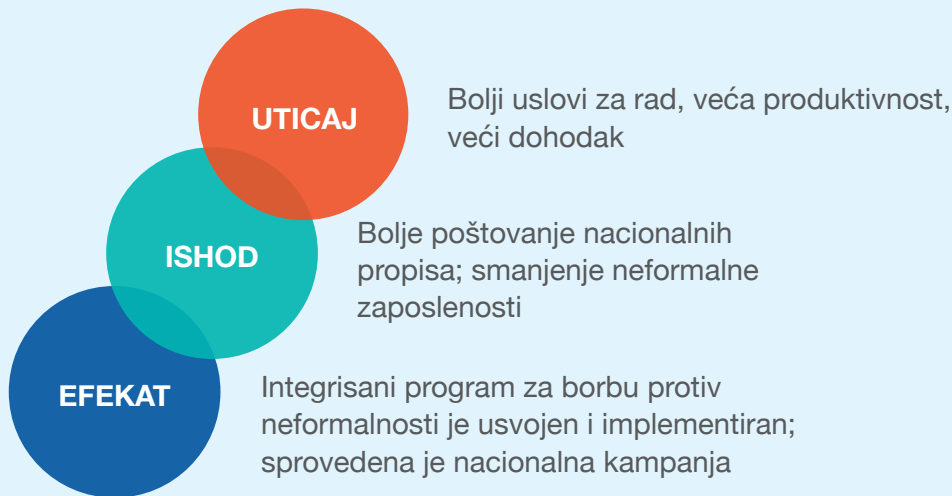 UTICAJ
Bolji uslovi za rad, veća produktivnost,
veći dohodak
ISHOD
Bolje poštovanje nacionalnih
propisa; smanjenje neformalne
zaposlenosti
EFEKAT
Integrisani program za borbu protiv
neformalnosti je usvojen i implementiran;
sprovedena je nacionalna kampanja